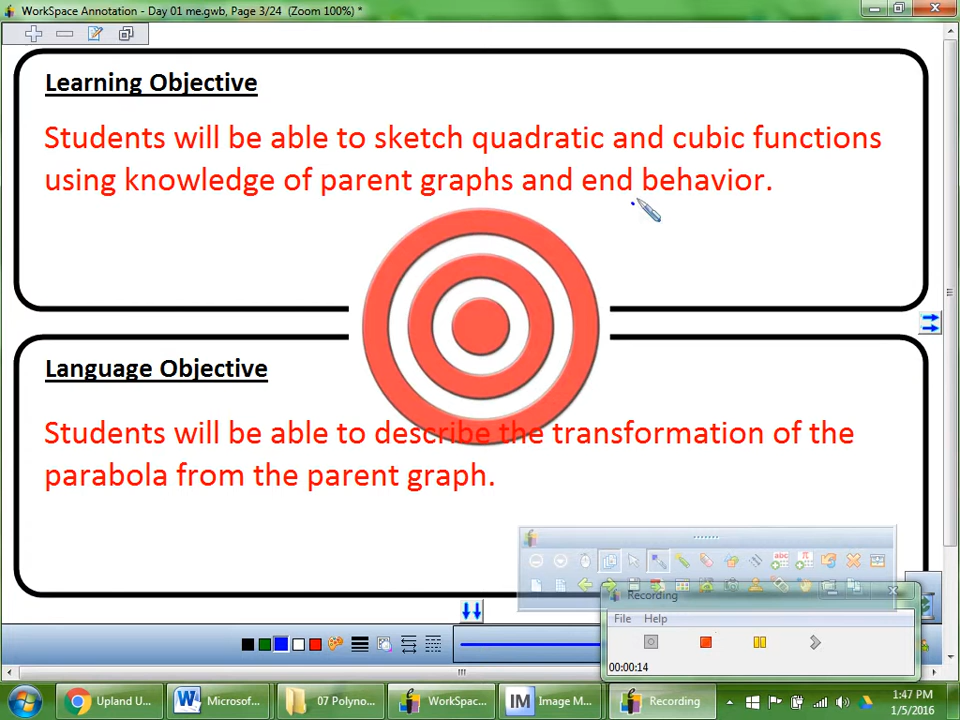 WorkSpace Annotation - Day 01 me.gwb, Page 3/24 (Zoom 100%) *
Learning Objective
Students will be able to sketch quadratic and cubic functions
using knowledge of parent graphs and end behavior.
Language Objective
Students will be able to describe the transformation of the
parabola from the parent graph.
abc
π
Recording
File Help
00:00:14
Upland U...
Microsof...
07 Polyno...
WorkSpac...
IM
Image M...
Recording
1:47 PM
1/5/2016